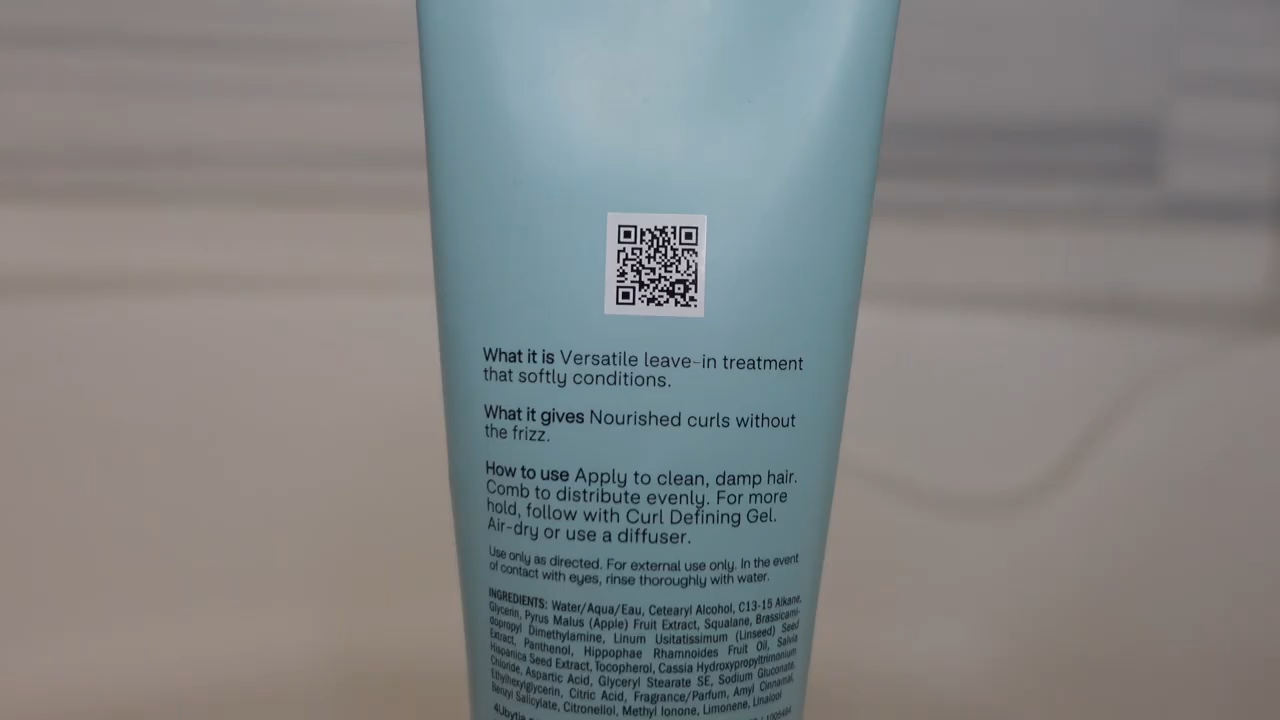 What it is Versatile leave-in treatment
that softly conditions.
What it gives Nourished curls without
the frizz.
How to use Apply to clean, damp hair.
Comb to distribute evenly. For more
hold, follow with Curl Defining Gel.
Air-dry or use a diffuser.
Use only as directed. For external use only. In the event
of contact with eyes, rinse thoroughly with water.
INGREDIENTS: Water/Aqua/Eau, Cetearyl Alcohol, C13-15 Alkane,
Glycerin, Pyrus Malus (Apple) Fruit Extract, Squalane, Brassicami-
dopropyl Dimethylamine, Linum Usitatissimum (Linseed) Seed
Extract, Panthenol, Hippophae Rhamnoides Fruit Oil, Salvia
Hispanica Seed Extract, Tocopherol, Cassia Hydroxypropyltrimonium
Chloride, Aspartic Acid, Glyceryl Stearate SE, Sodium Gluconate,
Ethylhexylglycerin, Citric Acid, Fragrance/Parfum, Amyl Cinnamal,
Benzyl Salicylate, Citronellol, Methyl Ionone, Limonene, Linalool